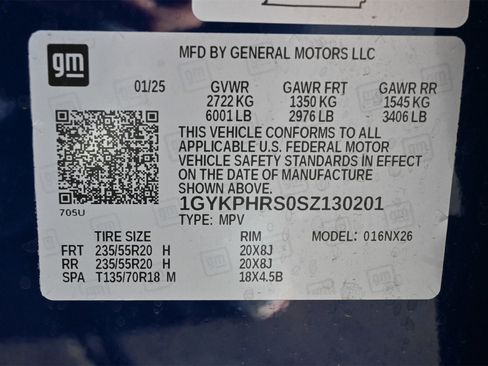 gm
MFD BY GENERAL MOTORS LLC
01/25 GVWR GAWR FRT GAWR RR
2722 KG 1350 KG 1545 KG
6001 LB 2976 LB 3406 LB
THIS VEHICLE CONFORMS TO ALL
APPLICABLE U.S. FEDERAL MOTOR
VEHICLE SAFETY STANDARDS IN EFFECT
ON THE DATE OF MANUFACTURE
SHOWN ABOVE.
705U 1GYKPHRS0SZ130201
TYPE: MPV
TIRE SIZE RIM MODEL: 016NX26
FRT 235/55R20 H 20X8J
RR 235/55R20 H 20X8J
SPA T135/70R18 M 18X4.5B